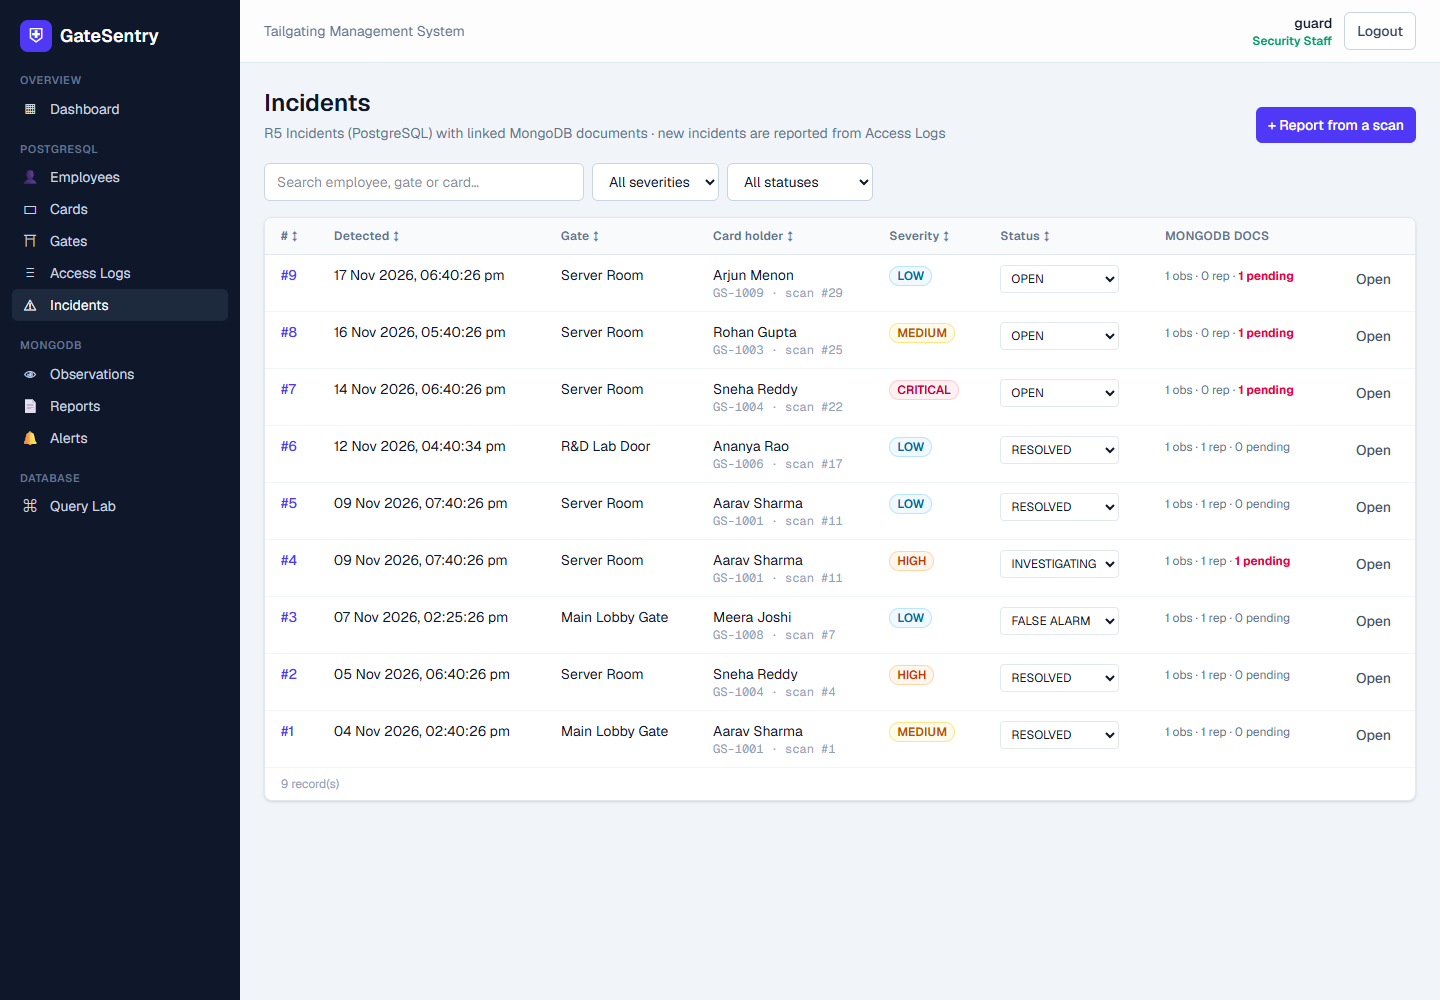 GateSentry
OVERVIEW
Dashboard
POSTGRESQL
Employees
Cards
Gates
Access Logs
Incidents
MONGODB
Observations
Reports
Alerts
DATABASE
Query Lab
Tailgating Management System
guard
Security Staff
Logout
Incidents
R5 Incidents (PostgreSQL) with linked MongoDB documents · new incidents are reported from Access Logs
+ Report from a scan
Search employee, gate or card…
All severities
All statuses
# ↕ Detected ↕ Gate ↕ Card holder ↕ Severity ↕ Status ↕ MONGODB DOCS
#9 17 Nov 2026, 06:40:26 pm Server Room Arjun Menon LOW OPEN 1 obs · 0 rep · 1 pending Open
GS-1009 · scan #29
#8 16 Nov 2026, 05:40:26 pm Server Room Rohan Gupta MEDIUM OPEN 1 obs · 0 rep · 1 pending Open
GS-1003 · scan #25
#7 14 Nov 2026, 06:40:26 pm Server Room Sneha Reddy CRITICAL OPEN 1 obs · 0 rep · 1 pending Open
GS-1004 · scan #22
#6 12 Nov 2026, 04:40:34 pm R&D Lab Door Ananya Rao LOW RESOLVED 1 obs · 1 rep · 0 pending Open
GS-1006 · scan #17
#5 09 Nov 2026, 07:40:26 pm Server Room Aarav Sharma LOW RESOLVED 1 obs · 1 rep · 0 pending Open
GS-1001 · scan #11
#4 09 Nov 2026, 07:40:26 pm Server Room Aarav Sharma HIGH INVESTIGATING 1 obs · 1 rep · 1 pending Open
GS-1001 · scan #11
#3 07 Nov 2026, 02:25:26 pm Main Lobby Gate Meera Joshi LOW FALSE ALARM 1 obs · 1 rep · 0 pending Open
GS-1008 · scan #7
#2 05 Nov 2026, 06:40:26 pm Server Room Sneha Reddy HIGH RESOLVED 1 obs · 1 rep · 0 pending Open
GS-1004 · scan #4
#1 04 Nov 2026, 02:40:26 pm Main Lobby Gate Aarav Sharma MEDIUM RESOLVED 1 obs · 1 rep · 0 pending Open
GS-1001 · scan #1
9 record(s)